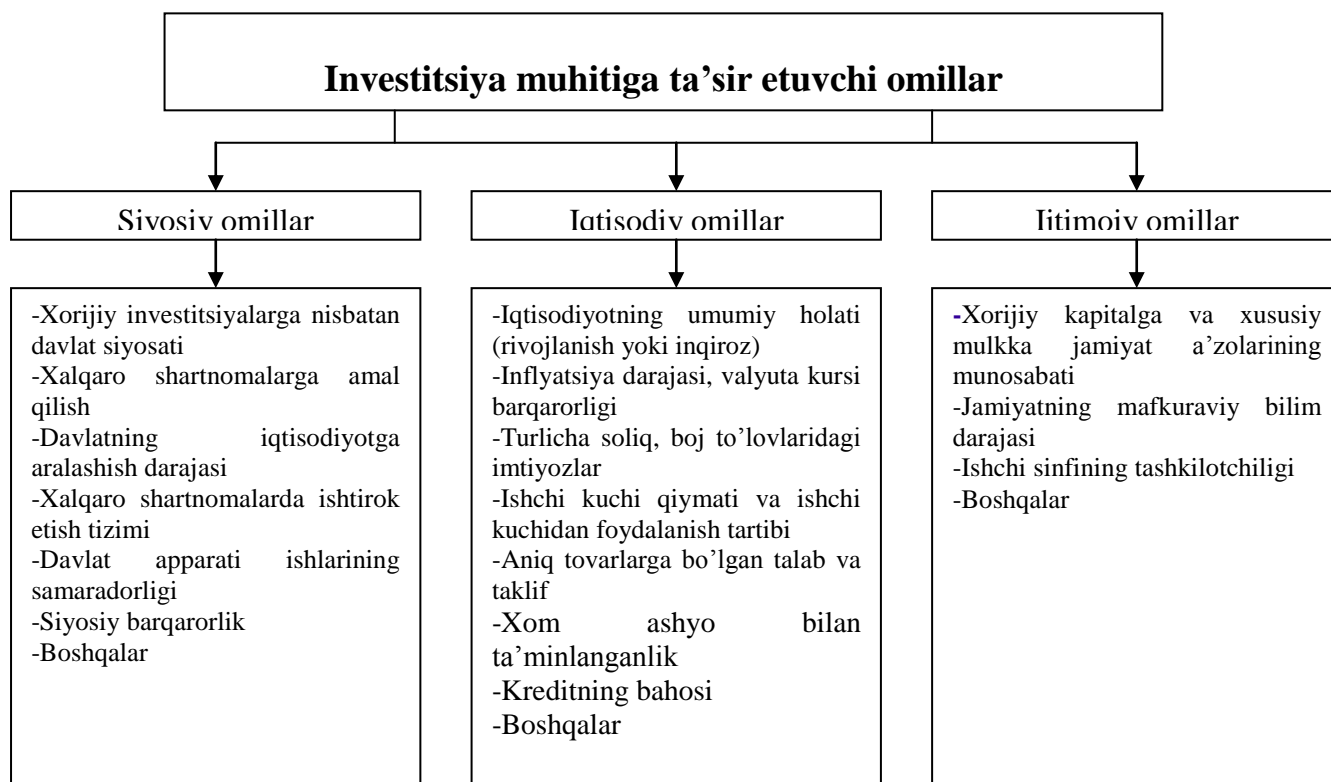 Investitsiya muhitiga ta’sir etuvchi omillar
Siyosiy omillar
Iqtisodiy omillar
Ijtimoiy omillar
-Xorijiy investitsiyalarga nisbatan
davlat siyosati
-Xalqaro shartnomalarga amal
qilish
-Davlatning iqtisodiyotga
aralashish darajasi
-Xalqaro shartnomalarda ishtirok
etish tizimi
-Davlat apparati ishlarining
samaradorligi
-Siyosiy barqarorlik
-Boshqalar
-Iqtisodiyotning umumiy holati
(rivojlanish yoki inqiroz)
-Inflyatsiya darajasi, valyuta kursi
barqarorligi
-Turlicha soliq, boj to’lovlaridagi
imtiyozlar
-Ishchi kuchi qiymati va ishchi
kuchidan foydalanish tartibi
-Aniq tovarlarga bo’lgan talab va
taklif
-Xom ashyo bilan
ta’minlanganlik
-Kreditning bahosi
-Boshqalar
-Xorijiy kapitalga va xususiy
mulkka jamiyat a’zolarining
munosabati
-Jamiyatning mafkuraviy bilim
darajasi
-Ishchi sinfining tashkilotchiligi
-Boshqalar